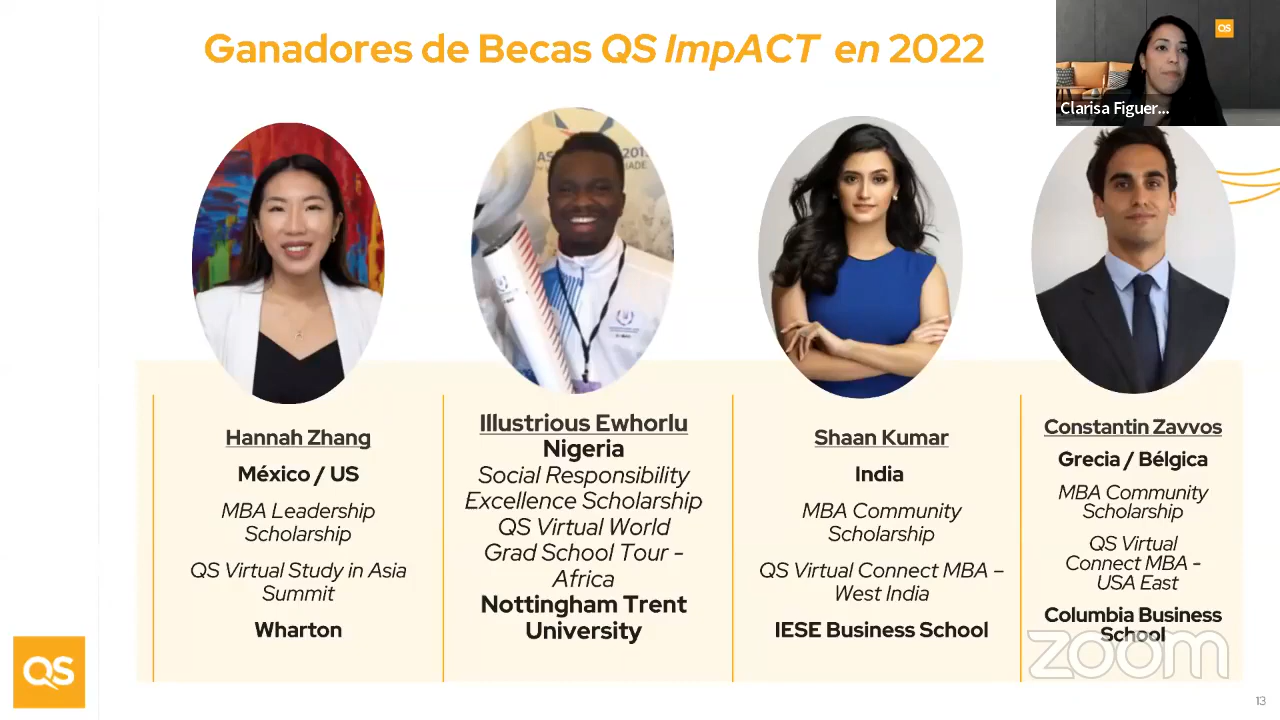 Ganadores de Becas QS ImpACT en 2022
QS
Clarisa Figuer...
Hannah Zhang
México / US
MBA Leadership
Scholarship
QS Virtual Study in Asia
Summit
Wharton
Illustrious Ewhorlu
Nigeria
Social Responsibility
Excellence Scholarship
QS Virtual World
Grad School Tour -
Africa
Nottingham Trent
University
Shaan Kumar
India
MBA Community
Scholarship
QS Virtual Connect MBA –
West India
IESE Business School
Constantin Zavvos
Grecia / Bélgica
MBA Community
Scholarship
QS Virtual
Connect MBA -
USA East
Columbia Business
School
zoom
QS
13